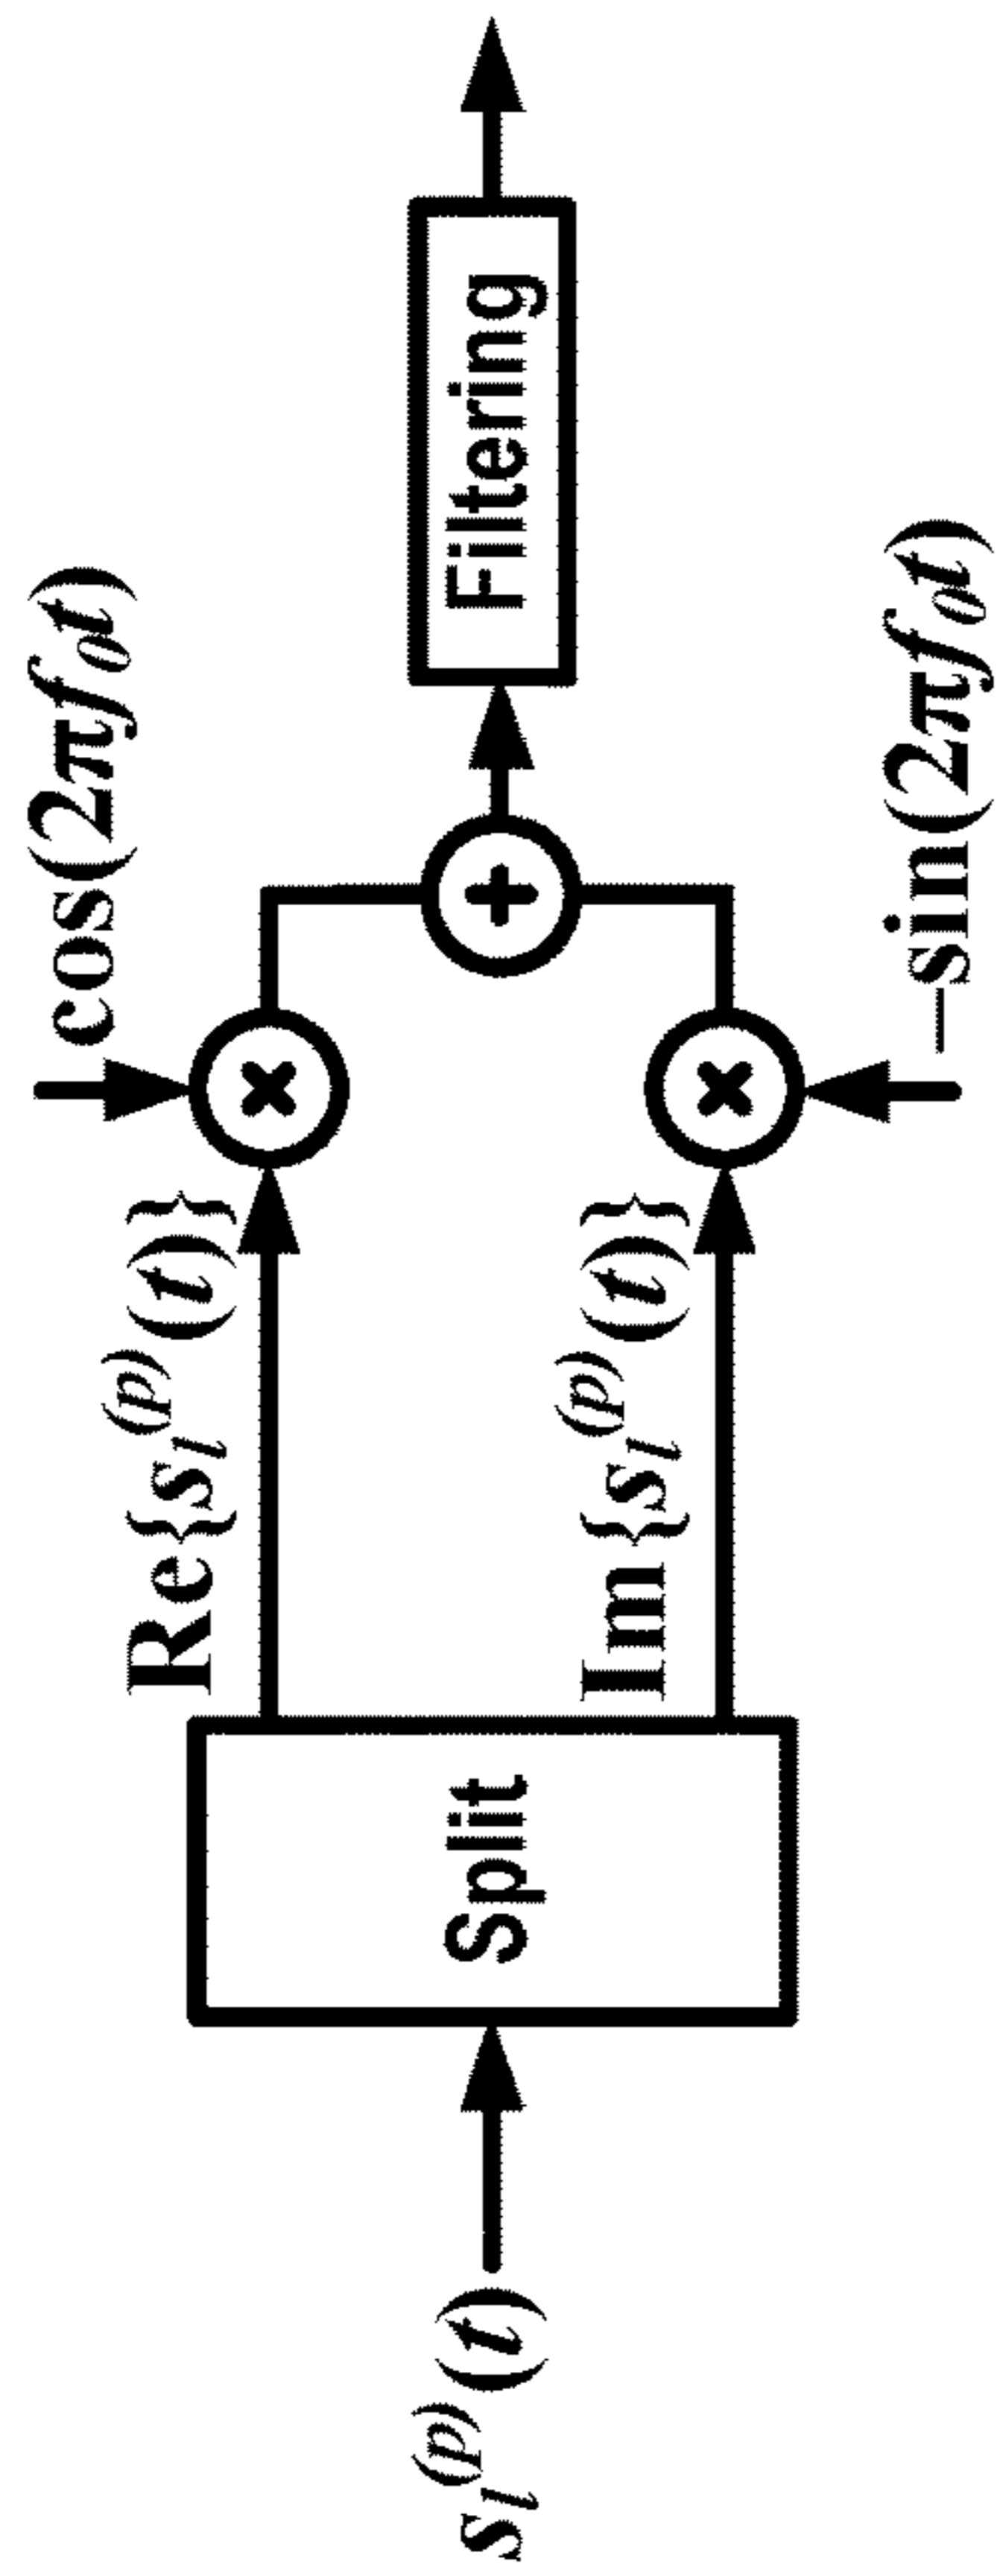 s_l^(p)(t)
Split
Re{s_l^(p)(t)}
Im{s_l^(p)(t)}
cos(2πf_0t)
–sin(2πf_0t)
Filtering